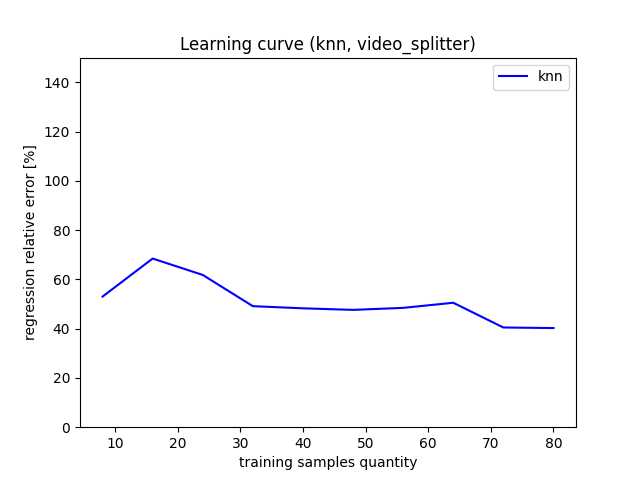 Learning curve (knn, video_splitter)
knn
regression relative error [%]
140
120
100
80
60
40
20
0
10 20 30 40 50 60 70 80
training samples quantity